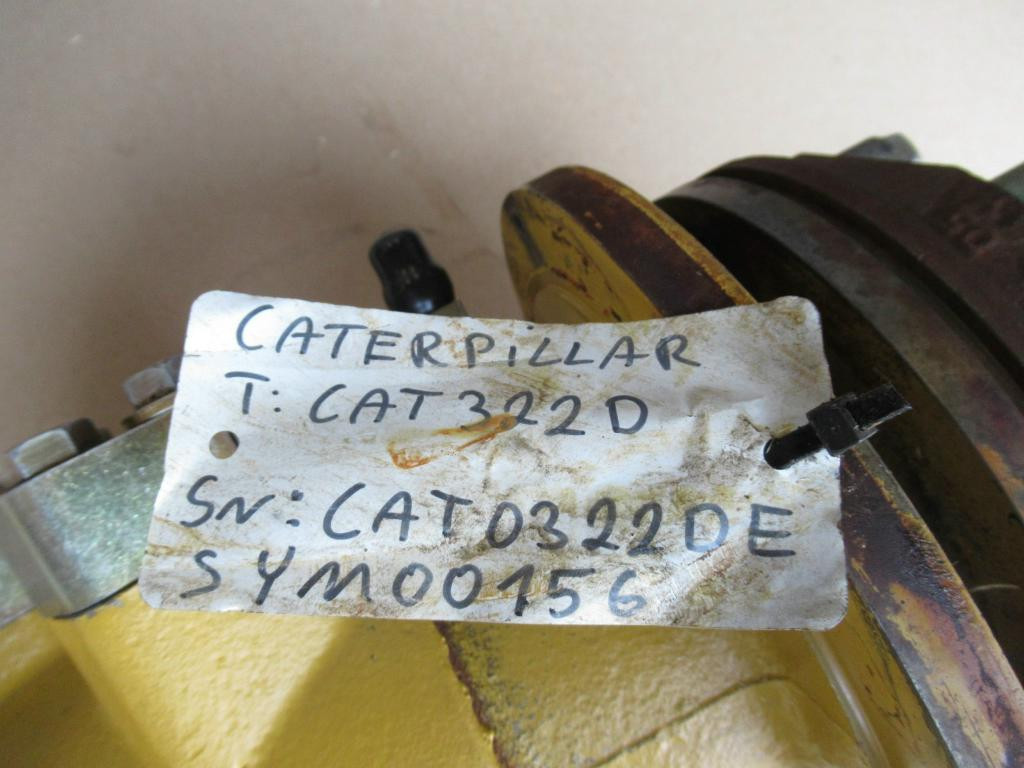 CATERPiLLAR
T: CAT322D
SN: CAT0322DE
SYM00156